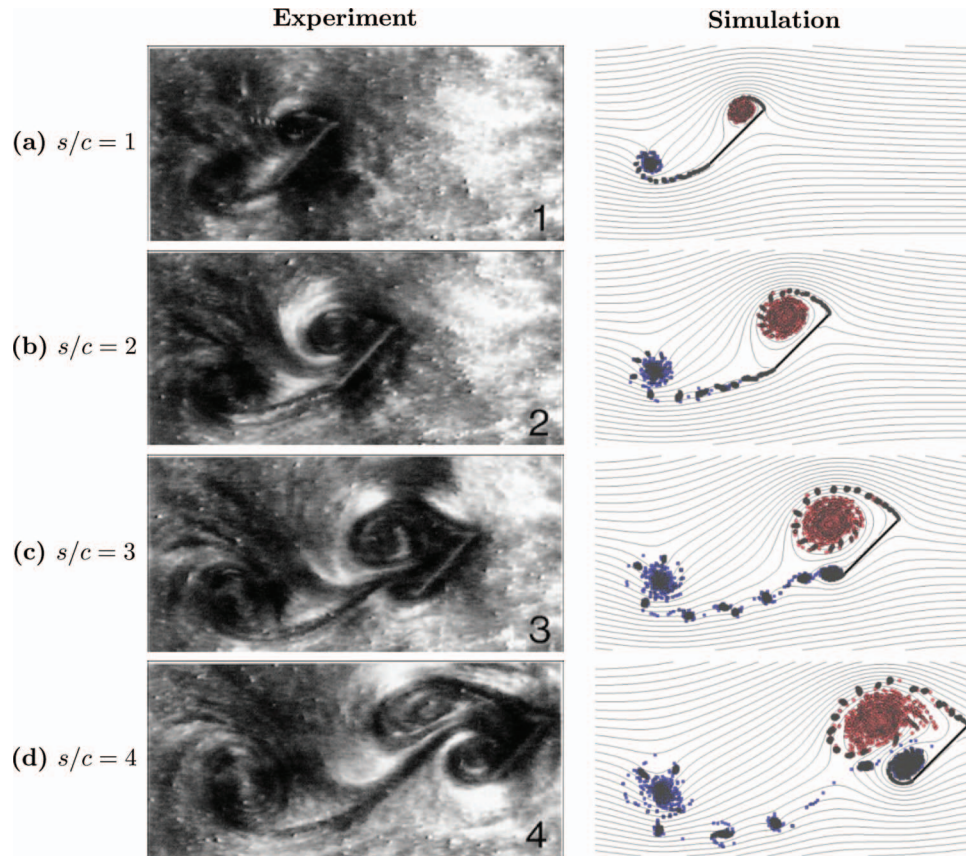 Experiment Simulation
(a) s/c = 1
1
(b) s/c = 2
2
(c) s/c = 3
3
(d) s/c = 4
4